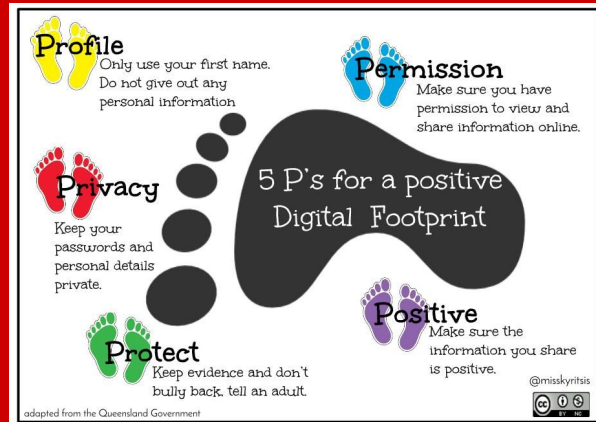 Profile
Only use your first name.
Do not give out any
personal information
Permission
Make sure you have
permission to view and
share information online.
5 P's for a positive
Digital Footprint
Privacy
Keep your
passwords and
personal details
private.
Positive
Make sure the
information you share
is positive.
Protect
Keep evidence and don't
bully back, tell an adult.
@misskyritsis
adapted from the Queensland Government
cc
BY NC